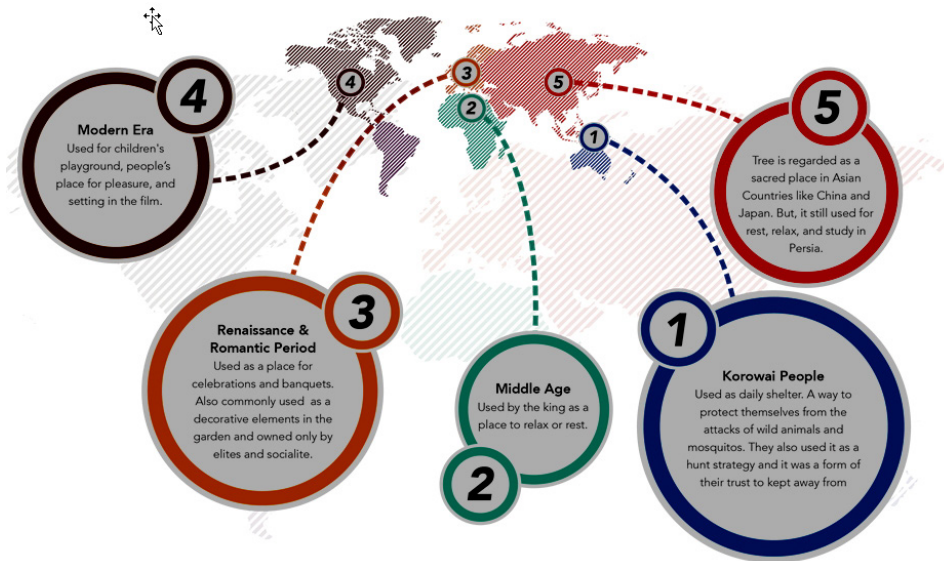 4
3
5
2
1
4
Modern Era
Used for children's
playground, people's
place for pleasure, and
setting in the film.
5
Tree is regarded as a
sacred place in Asian
Countries like China and
Japan. But, it still used for
rest, relax, and study in
Persia.
3
Renaissance &
Romantic Period
Used as a place for
celebrations and banquets.
Also commonly used as a
decorative elements in the
garden and owned only by
elites and socialite.
Middle Age
Used by the king as a
place to relax or rest.
2
1
Korowai People
Used as daily shelter. A way to
protect themselves from the
attacks of wild animals and
mosquitos. They also used it as a
hunt strategy and it was a form of
their trust to kept away from